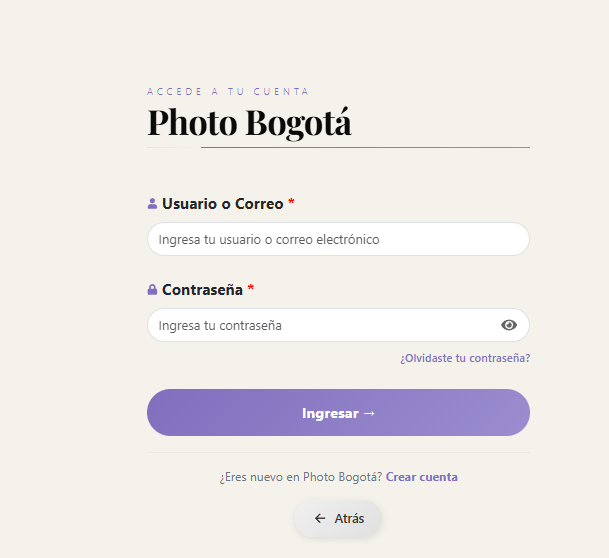 ACCEDE A TU CUENTA
Photo Bogotá
Usuario o Correo *
Ingresa tu usuario o correo electrónico
Contraseña *
Ingresa tu contraseña
¿Olvidaste tu contraseña?
Ingresar →
¿Eres nuevo en Photo Bogotá? Crear cuenta
← Atrás